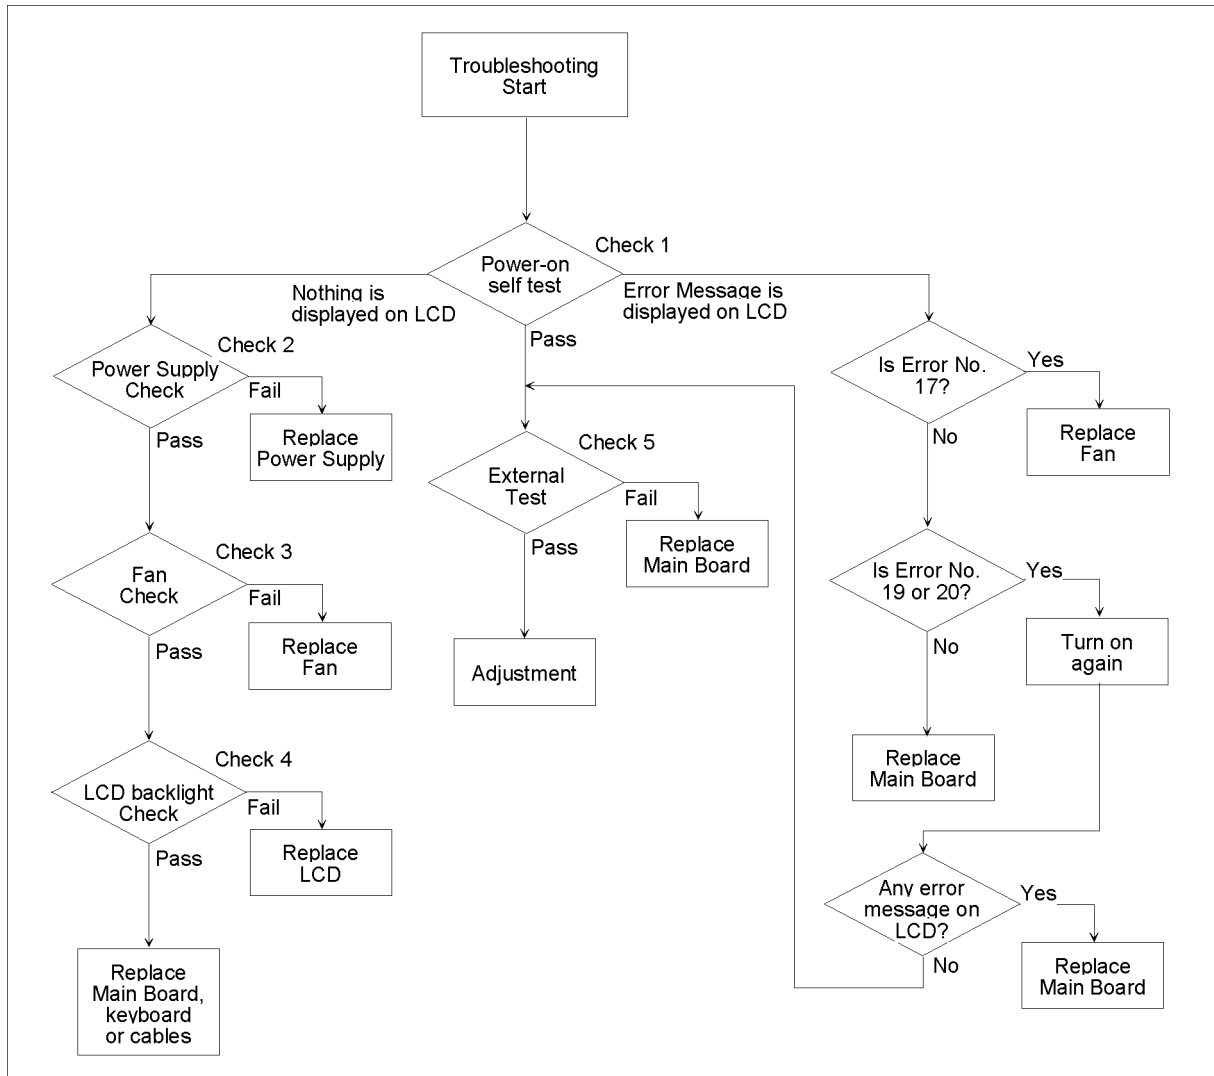 Troubleshooting
Start
Check 1
Power-on
self test
Nothing is
displayed on LCD
Error Message is
displayed on LCD
Pass
Check 2
Power Supply
Check
Fail
Pass
Replace
Power Supply
Is Error No.
17?
Yes
No
Replace
Fan
Check 5
External
Test
Fail
Pass
Replace
Main Board
Check 3
Fan
Check
Fail
Pass
Replace
Fan
Is Error No.
19 or 20?
Yes
No
Turn on
again
Adjustment
Check 4
LCD backlight
Check
Fail
Pass
Replace
LCD
Replace
Main Board
Any error
message on
LCD?
Yes
No
Replace
Main Board
Replace
Main Board,
keyboard
or cables